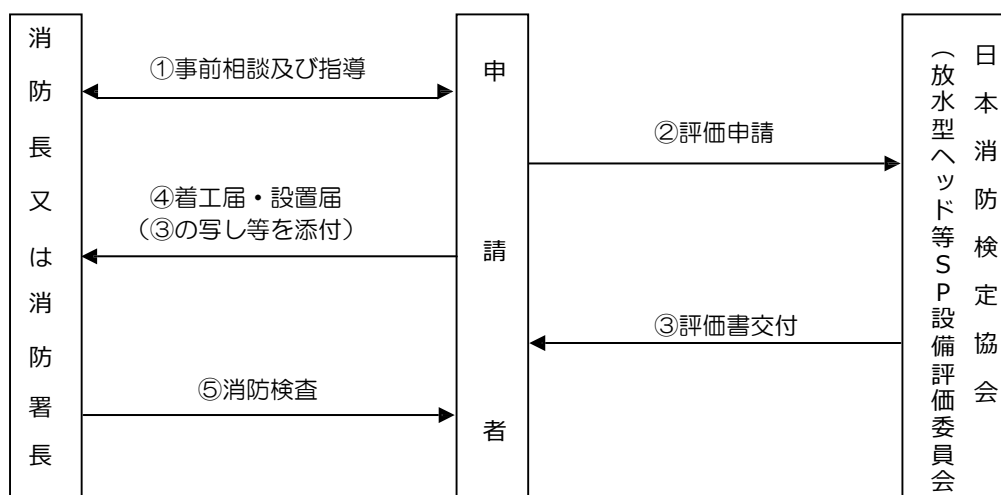 消防長又は消防署長
①事前相談及び指導
④着工届・設置届
（③の写し等を添付）
⑤消防検査
申請者
②評価申請
③評価書交付
日本消防検定協会
（放水型ヘッド等ＳＰ設備評価委員会